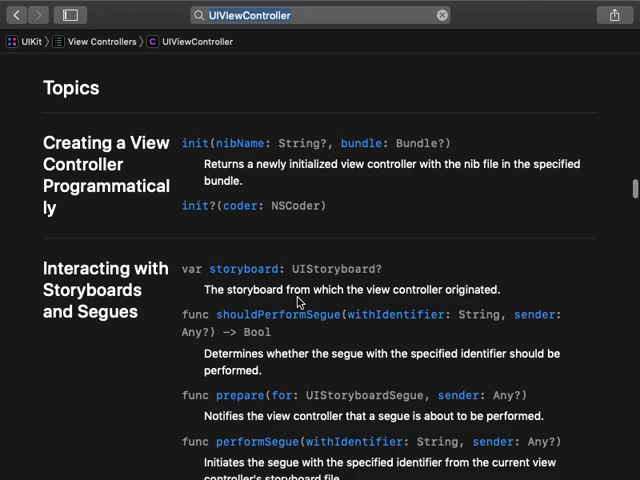 UIViewController
UIKit
View Controllers
UIViewController
Topics
Creating a View
Controller
Programmatical
ly
init(nibName: String?, bundle: Bundle?)
Returns a newly initialized view controller with the nib file in the specified
bundle.
init?(coder: NSCoder)
Interacting with
Storyboards
and Segues
var storyboard: UIStoryboard?
The storyboard from which the view controller originated.
func shouldPerformSegue(withIdentifier: String, sender:
Any?) -> Bool
Determines whether the segue with the specified identifier should be
performed.
func prepare(for: UIStoryboardSegue, sender: Any?)
Notifies the view controller that a segue is about to be performed.
func performSegue(withIdentifier: String, sender: Any?)
Initiates the segue with the specified identifier from the current view
controller's storyboard file.